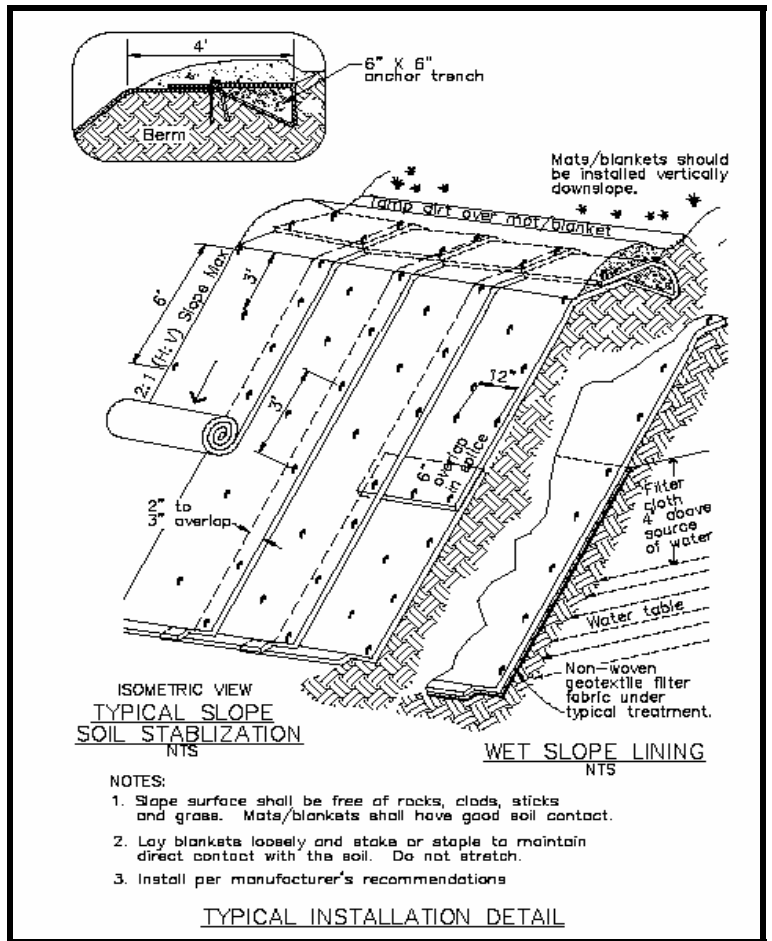 4'
6" X 6"
anchor trench
Berm
Mats/blankets should
be installed vertically
downslope.
Tamp dirt over mat/blanket
6'
2:1 (H:V) Slope Max
3'
3'
12"
6"
overlap
in splice
2" to
3" overlap
Filter
cloth
4" above
source
of water
Water table
Non-woven
geotextile filter
fabric under
typical treatment.
ISOMETRIC VIEW
TYPICAL SLOPE
SOIL STABLIZATION
NTS
WET SLOPE LINING
NTS
NOTES:
1. Slope surface shall be free of rocks, clods, sticks
and grass. Mats/blankets shall have good soil contact.
2. Lay blankets loosely and stake or staple to maintain
direct contact with the soil. Do not stretch.
3. Install per manufacturer's recommendations
TYPICAL INSTALLATION DETAIL